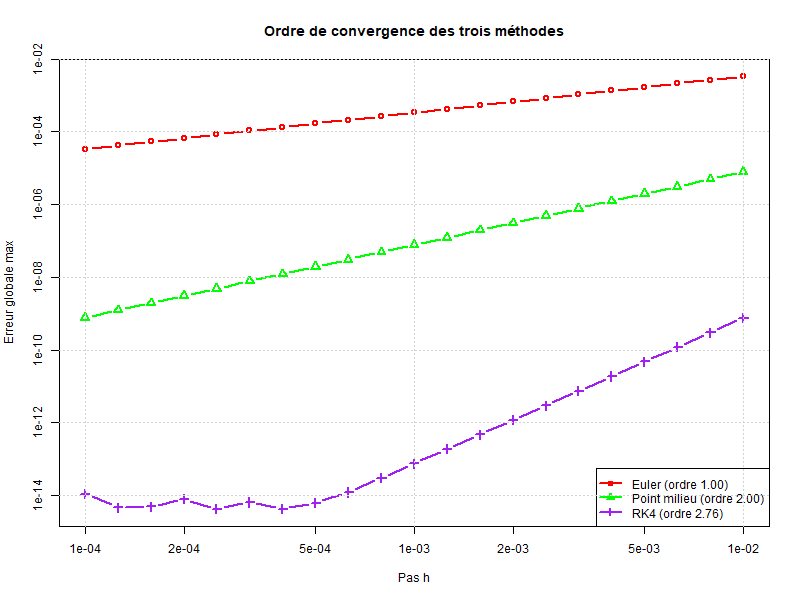 Ordre de convergence des trois méthodes
Erreur globale max
1e-02
1e-04
1e-06
1e-08
1e-10
1e-12
1e-14
Euler (ordre 1.00)
Point milieu (ordre 2.00)
RK4 (ordre 2.76)
1e-04 2e-04 5e-04 1e-03 2e-03 5e-03 1e-02
Pas h